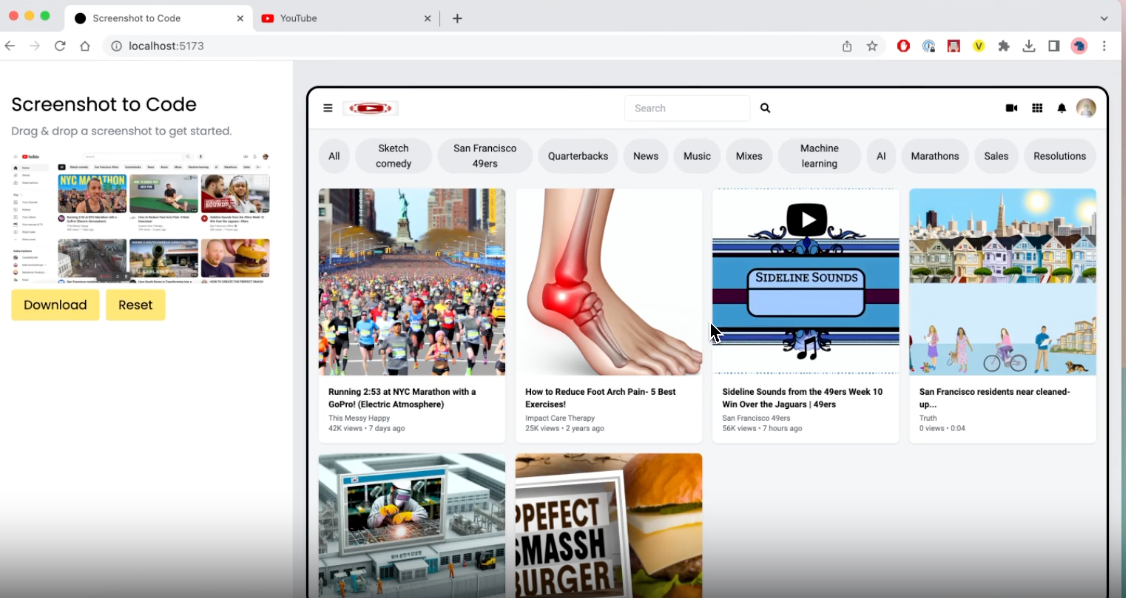 Screenshot to Code
YouTube
localhost:5173
Screenshot to Code
Drag & drop a screenshot to get started.
NYC MARATHON
Download
Reset
Search
All
Sketch comedy
San Francisco 49ers
Quarterbacks
News
Music
Mixes
Machine learning
AI
Marathons
Sales
Resolutions
SIDELINE SOUNDS
Running 2:53 at NYC Marathon with a
GoPro! (Electric Atmosphere)
This Messy Happy
42K views • 7 days ago
How to Reduce Foot Arch Pain- 5 Best
Exercises!
Impact Care Therapy
25K views • 2 years ago
Sideline Sounds from the 49ers Week 10
Win Over the Jaguars | 49ers
San Francisco 49ers
56K views • 7 hours ago
San Francisco residents near cleaned-
up...
Truth
0 views • 0:04
PPEFECT
SMASSH
BURGER